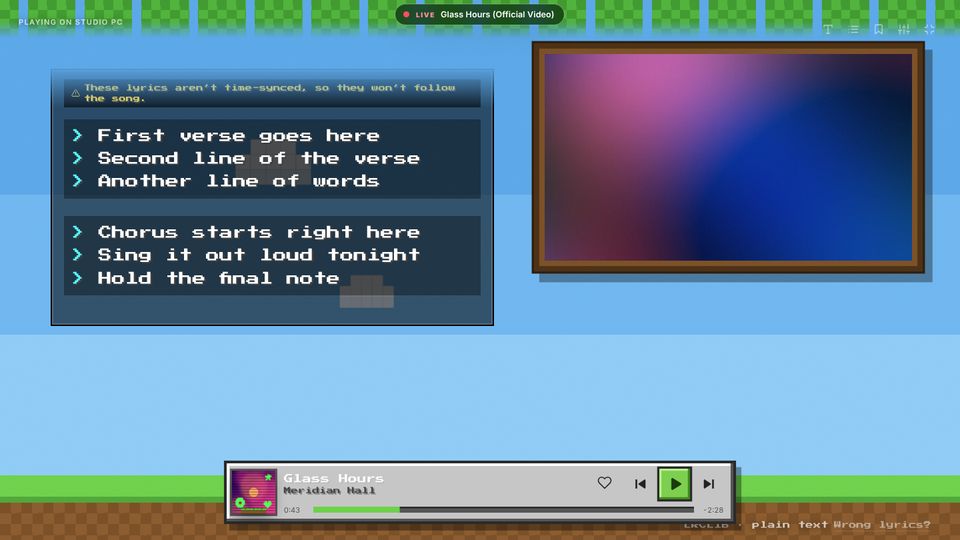 PLAYING ON STUDIO PC
LIVE Glass Hours (Official Video)
These lyrics aren't time-synced, so they won't follow
the song.
First verse goes here
Second line of the verse
Another line of words
Chorus starts right here
Sing it out loud tonight
Hold the final note
Glass Hours
Meridian Hall
0:43
-2:28
LRCLIB · plain text Wrong lyrics?